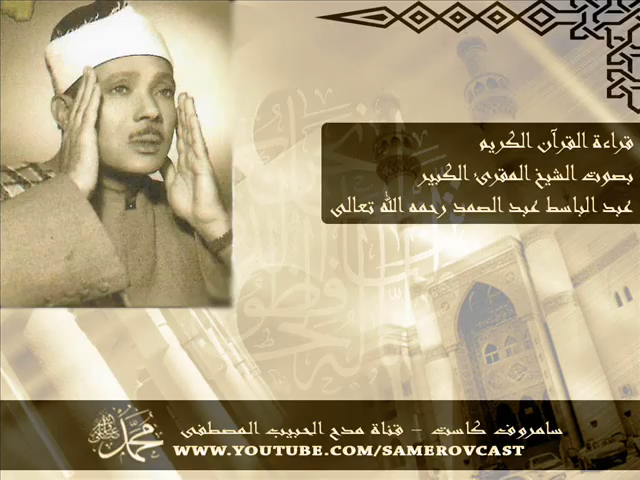 قراءة القرآن الكريم
بصوت الشيخ المقرئ الكبير
عبد الباسط عبد الصمد رحمه الله تعالى
سامروف كاست - قناة مدح الحبيب المصطفى
محمد
WWW.YOUTUBE.COM/SAMEROVCAST